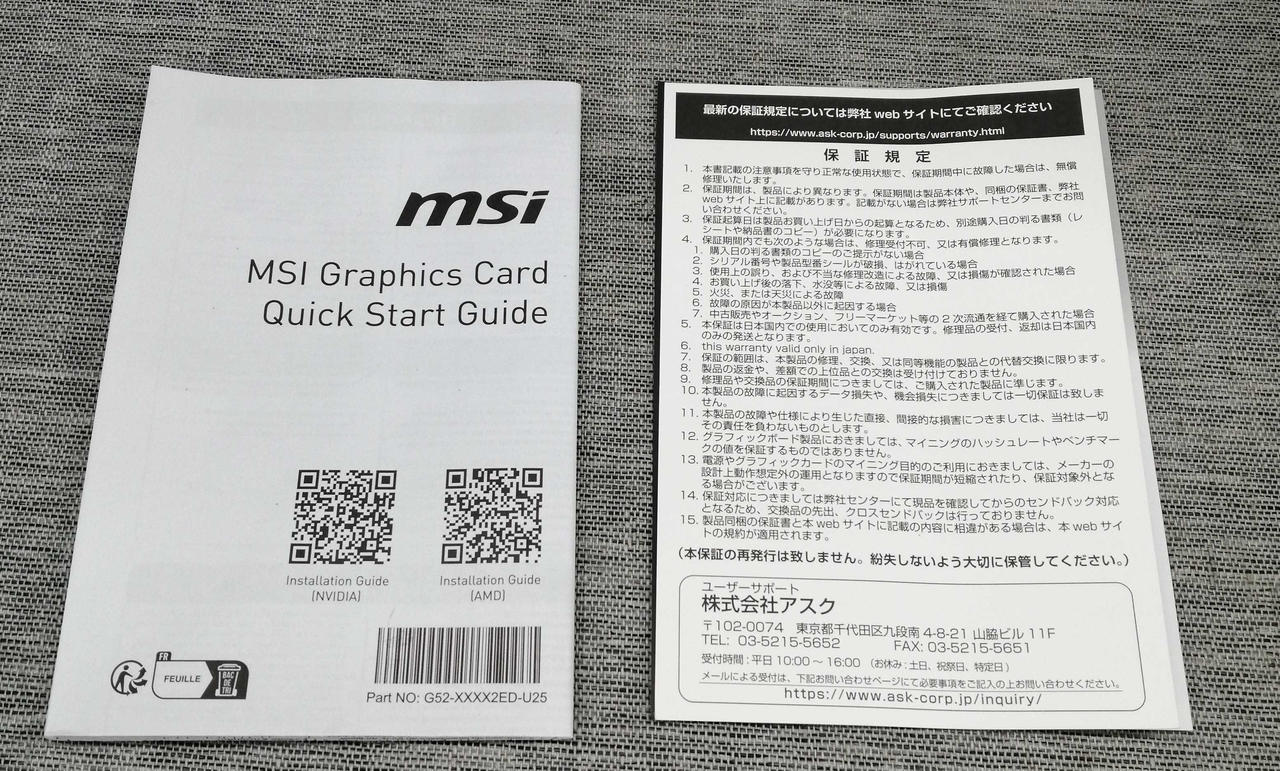 msi
MSI Graphics Card
Quick Start Guide
Installation Guide
(NVIDIA)
Installation Guide
(AMD)
FR
FEUILLE
BAC
DE
TRI
Part NO: G52-XXXX2ED-U25
最新の保証規定については弊社 web サイトにてご確認ください
https://www.ask-corp.jp/supports/warranty.html
保 証 規 定
1. 本書記載の注意事項を守り正常な使用状態で、保証期間中に故障した場合は、無償
修理いたします。
2. 保証期間は、製品により異なります。保証期間は製品本体や、同梱の保証書、弊社
web サイト上に記載があります。記載がない場合は弊社サポートセンターまでお問
い合わせください。
3. 保証起算日は製品お買い上げ日からの起算となるため、別途購入日の判る書類（レ
シートや納品書のコピー）が必要になります。
4. 保証期間内でも次のような場合は、修理受付不可、又は有償修理となります。
1. 購入日の判る書類のコピーのご提示がない場合
2. シリアル番号や製品型番シールが破損、はがれている場合
3. 使用上の誤り、および不当な修理改造による故障、又は損傷が確認された場合
4. お買い上げ後の落下、水没等による故障、又は損傷
5. 火災、または天災による故障
6. 故障の原因が本製品以外に起因する場合
7. 中古販売やオークション、フリーマーケット等の 2 次流通を経て購入された場合
5. 本保証は日本国内での使用においてのみ有効です。修理品の受付、返却は日本国内
のみの発送となります。
6. this warranty valid only in japan.
7. 保証の範囲は、本製品の修理、交換、又は同等機能の製品との代替交換に限ります。
8. 製品の返金や、差額での上位品との交換は受け付けておりません。
9. 修理品や交換品の保証期間につきましては、ご購入された製品に準じます。
10. 本製品の故障に起因するデータ損失や、機会損失につきましては一切保証は致しま
せん。
11. 本製品の故障や仕様により生じた直接、間接的な損害につきましては、当社は一切
その責任を負わないものとします。
12. グラフィックボード製品におきましては、マイニングのハッシュレートやベンチマー
クの値を保証するものではありません。
13. 電源やグラフィックカードのマイニング目的のご利用におきましては、メーカーの
設計上動作想定外の運用となりますので保証期間が短縮されたり、保証対象外とな
る場合がございます。
14. 保証対応につきましては弊社センターにて現品を確認してからのセンドバック対応
となるため、交換品の先出、クロスセンドバックは行っておりません。
15. 製品同梱の保証書と本 web サイトに記載の内容に相違がある場合は、本 web サイ
トの規約が適用されます。
（本保証の再発行は致しません。紛失しないよう大切に保管してください。）
ユーザーサポート
株式会社アスク
〒102-0074 東京都千代田区九段南 4-8-21 山脇ビル 11F
TEL: 03-5215-5652 FAX: 03-5215-5651
受付時間：平日 10:00 ～ 16:00 （お休み：土日、祝祭日、特定日）
メールによる受付は、下記お問い合わせページにて必要事項をご記入の上お問い合わせください。
https://www.ask-corp.jp/inquiry/